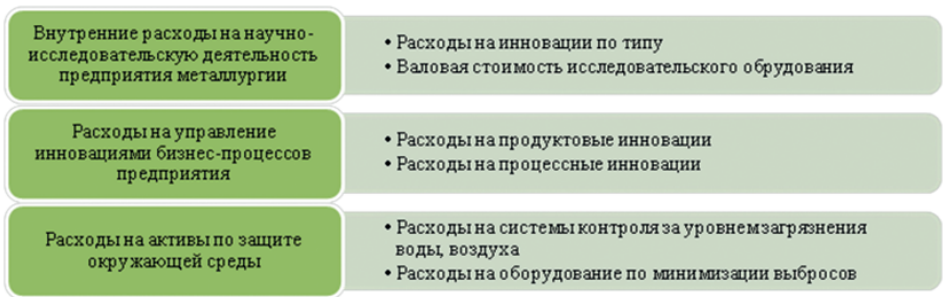 Внутренние расходы на научно-
исследовательскую деятельность
предприятия металлургии
• Расходы на инновации по типу
• Валовая стоимость исследовательского обрудования
Расходы на управление
инновациями бизнес-процессов
предприятия
• Расходы на продуктовые инновации
• Расходы на процессные инновации
Расходы на активы по защите
окружающей среды
• Расходы на системы контроля за уровнем загрязнения
воды, воздуха
• Расходы на оборудование по минимизации выбросов